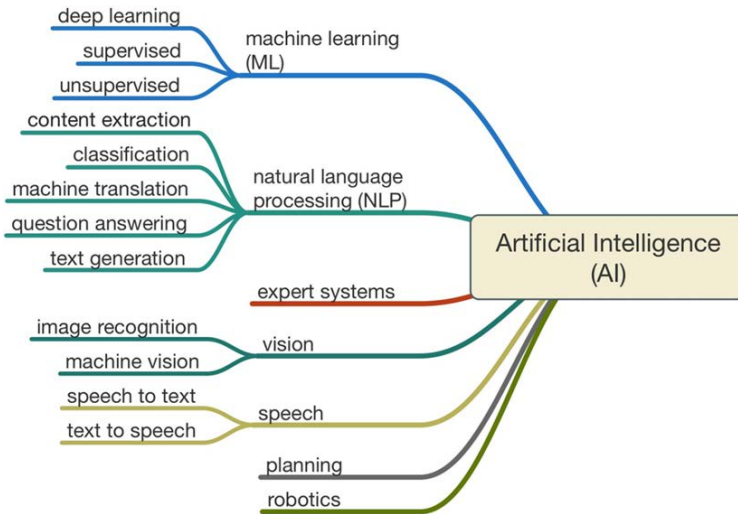 deep learning
supervised
unsupervised
machine learning
(ML)
content extraction
classification
machine translation
question answering
text generation
natural language
processing (NLP)
Artificial Intelligence
(AI)
expert systems
image recognition
machine vision
vision
speech to text
text to speech
speech
planning
robotics